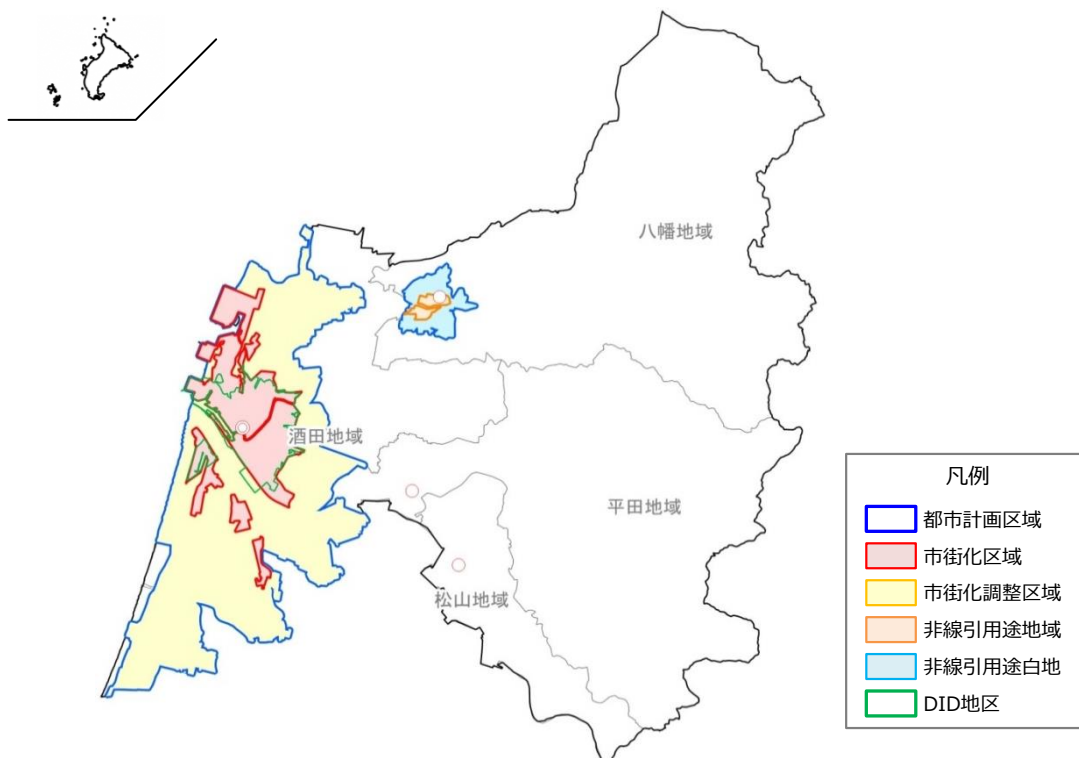 八幡地域
酒田地域
平田地域
松山地域
凡例
都市計画区域
市街化区域
市街化調整区域
非線引用途地域
非線引用途白地
DID地区